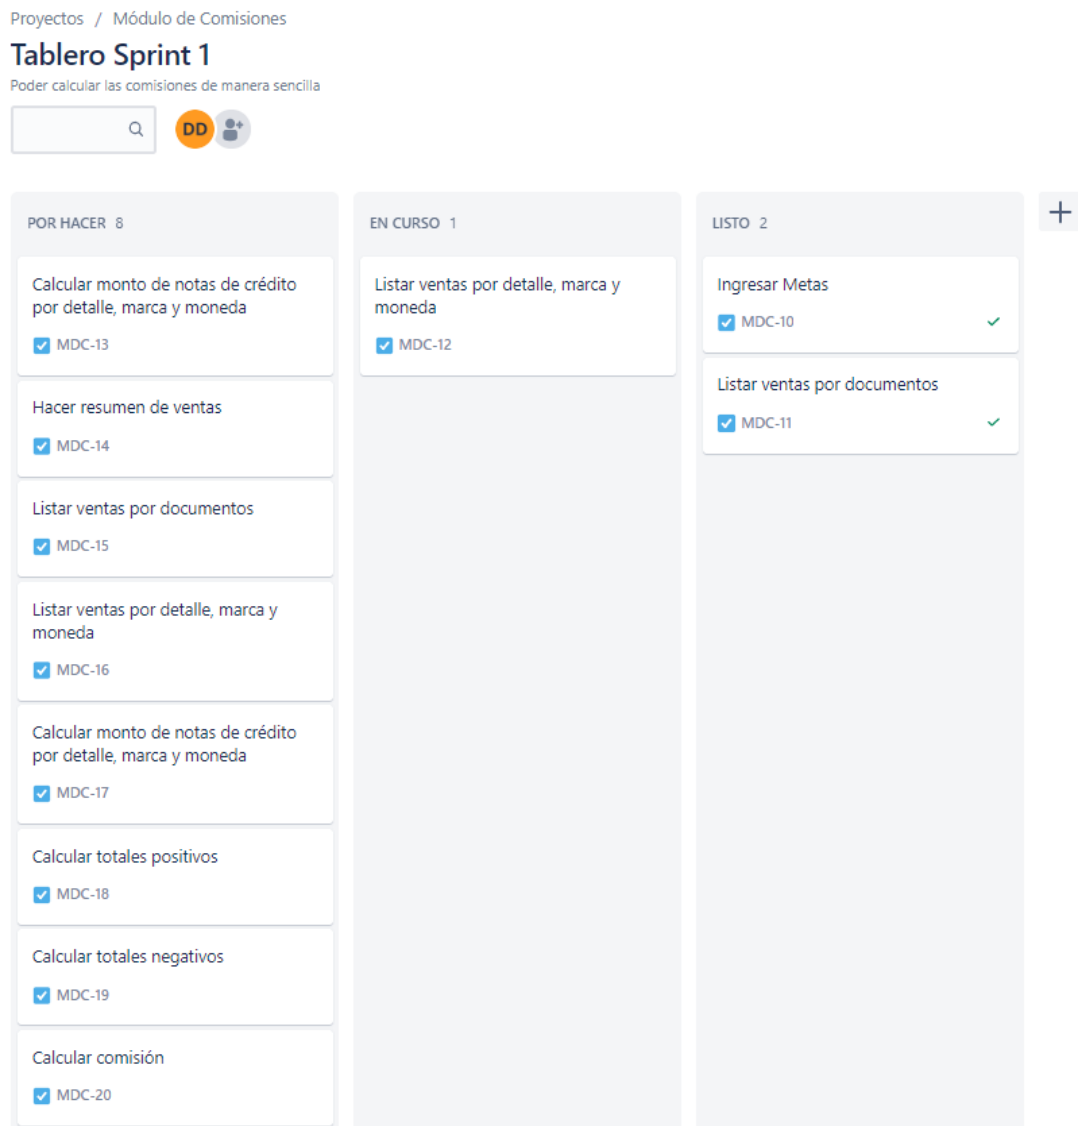 Proyectos / Módulo de Comisiones
Tablero Sprint 1
Poder calcular las comisiones de manera sencilla
DD
POR HACER 8
Calcular monto de notas de crédito
por detalle, marca y moneda
MDC-13
Hacer resumen de ventas
MDC-14
Listar ventas por documentos
MDC-15
Listar ventas por detalle, marca y
moneda
MDC-16
Calcular monto de notas de crédito
por detalle, marca y moneda
MDC-17
Calcular totales positivos
MDC-18
Calcular totales negativos
MDC-19
Calcular comisión
MDC-20
EN CURSO 1
Listar ventas por detalle, marca y
moneda
MDC-12
LISTO 2
Ingresar Metas
MDC-10
Listar ventas por documentos
MDC-11